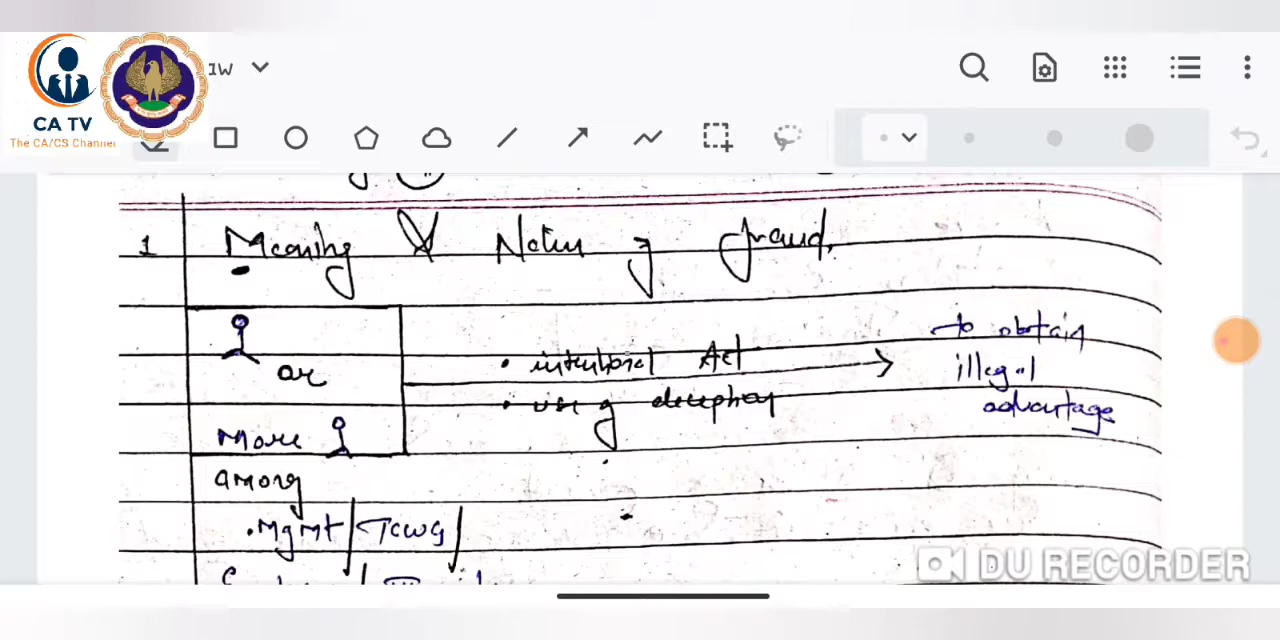 1w
CA TV
The CA/CS Channel
1 Meaning & Natur of fraud.
or
More
among
• intentional Act → to obtain illegal advantage
• use of deception
• Mgmt / TCWG /
DU RECORDER